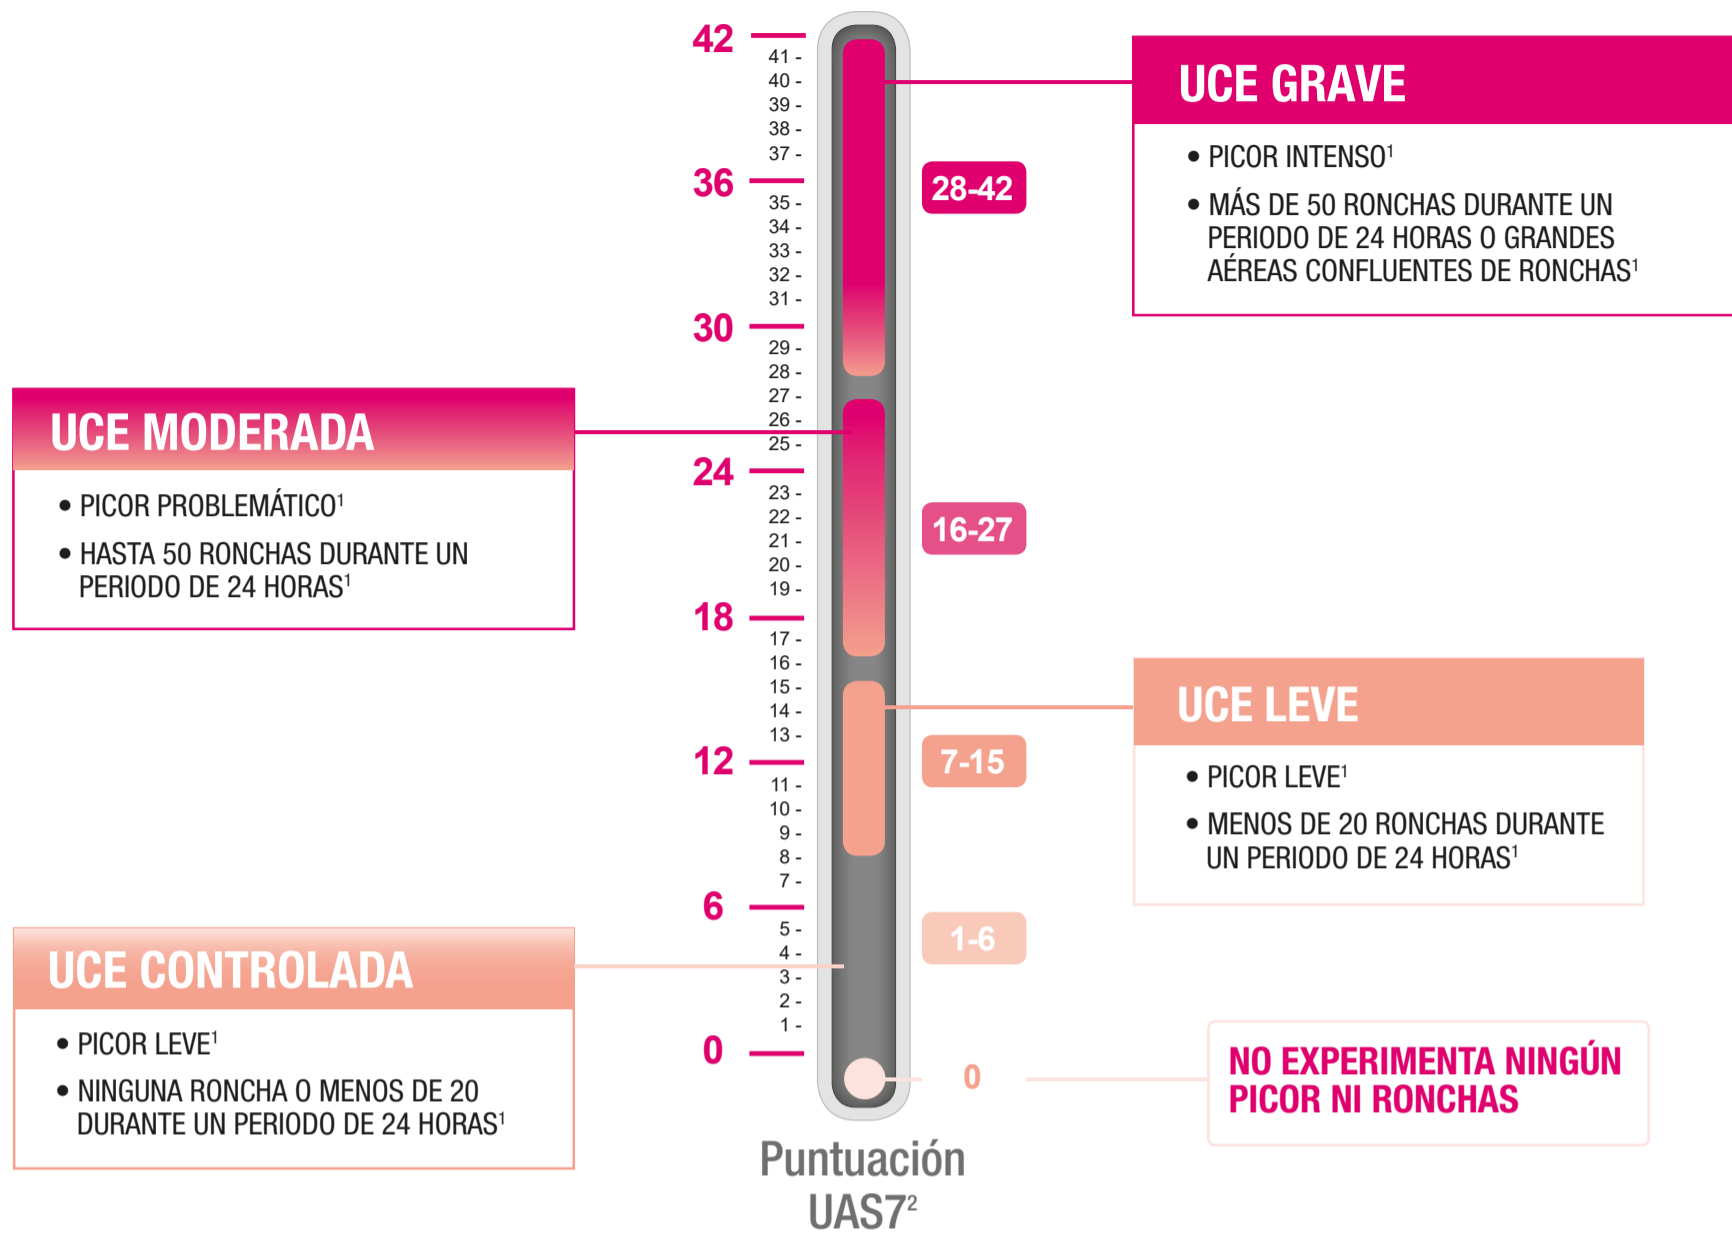 42
41 -
40 -
39 -
38 -
37 -
36
35 -
34 -
33 -
32 -
31 -
30
29 -
28 -
27 -
26 -
25 -
24
23 -
22 -
21 -
20 -
19 -
18
17 -
16 -
15 -
14 -
13 -
12
11 -
10 -
9 -
8 -
7 -
6
5 -
4 -
3 -
2 -
1 -
0
UCE GRAVE
• PICOR INTENSO¹
• MÁS DE 50 RONCHAS DURANTE UN
PERIODO DE 24 HORAS O GRANDES
AÉREAS CONFLUENTES DE RONCHAS¹
28-42
UCE MODERADA
• PICOR PROBLEMÁTICO¹
• HASTA 50 RONCHAS DURANTE UN
PERIODO DE 24 HORAS¹
16-27
UCE LEVE
• PICOR LEVE¹
• MENOS DE 20 RONCHAS DURANTE
UN PERIODO DE 24 HORAS¹
7-15
UCE CONTROLADA
• PICOR LEVE¹
• NINGUNA RONCHA O MENOS DE 20
DURANTE UN PERIODO DE 24 HORAS¹
1-6
0
NO EXPERIMENTA NINGÚN
PICOR NI RONCHAS
Puntuación
UAS7²